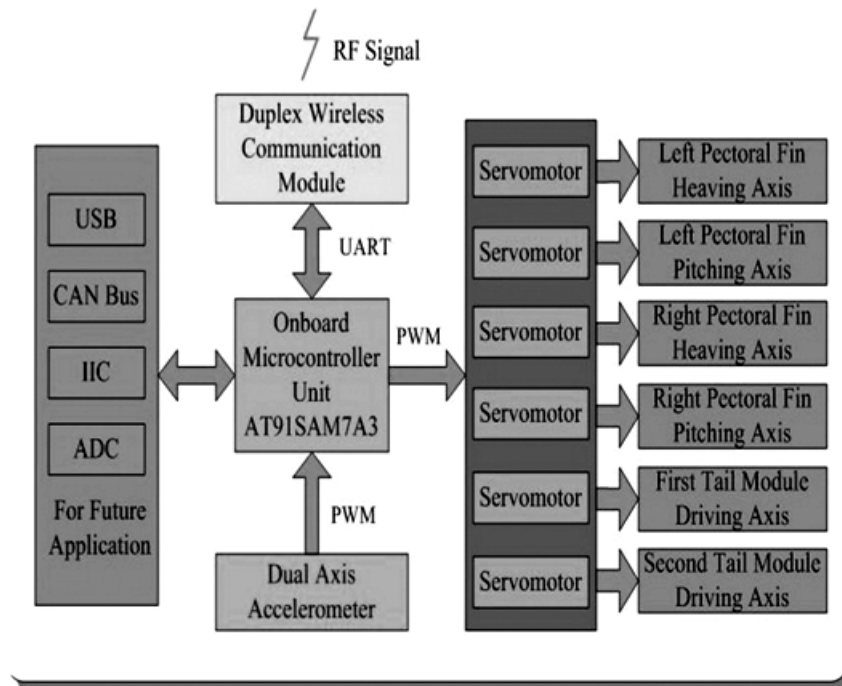 RF Signal
Duplex Wireless
Communication
Module
UART
USB
CAN Bus
IIC
ADC
For Future
Application
Onboard
Microcontroller
Unit
AT91SAM7A3
PWM
PWM
Dual Axis
Accelerometer
Servomotor
Left Pectoral Fin
Heaving Axis
Servomotor
Left Pectoral Fin
Pitching Axis
Servomotor
Right Pectoral Fin
Heaving Axis
Servomotor
Right Pectoral Fin
Pitching Axis
Servomotor
First Tail Module
Driving Axis
Servomotor
Second Tail Module
Driving Axis